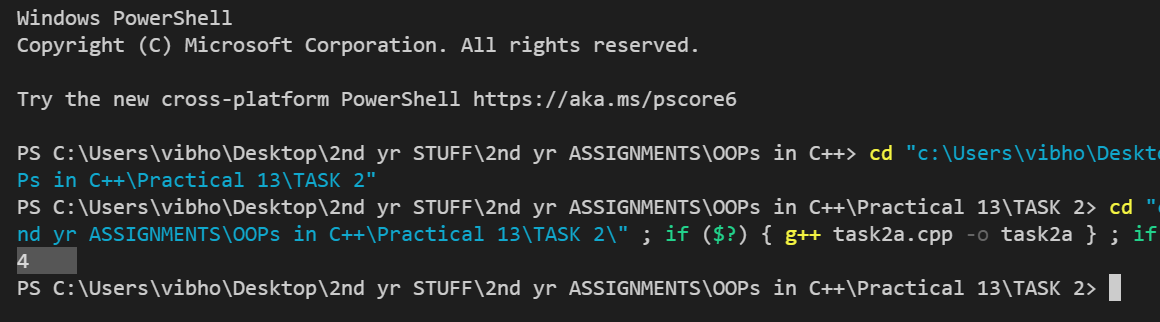 Windows PowerShell
Copyright (C) Microsoft Corporation. All rights reserved.
Try the new cross-platform PowerShell https://aka.ms/pscore6
PS C:\Users\vibho\Desktop\2nd yr STUFF\2nd yr ASSIGNMENTS\OOPs in C++> cd "c:\Users\vibho\Deskt
Ps in C++\Practical 13\TASK 2"
PS C:\Users\vibho\Desktop\2nd yr STUFF\2nd yr ASSIGNMENTS\OOPs in C++\Practical 13\TASK 2> cd "
nd yr ASSIGNMENTS\OOPs in C++\Practical 13\TASK 2\" ; if ($?) { g++ task2a.cpp -o task2a } ; if
4
PS C:\Users\vibho\Desktop\2nd yr STUFF\2nd yr ASSIGNMENTS\OOPs in C++\Practical 13\TASK 2>